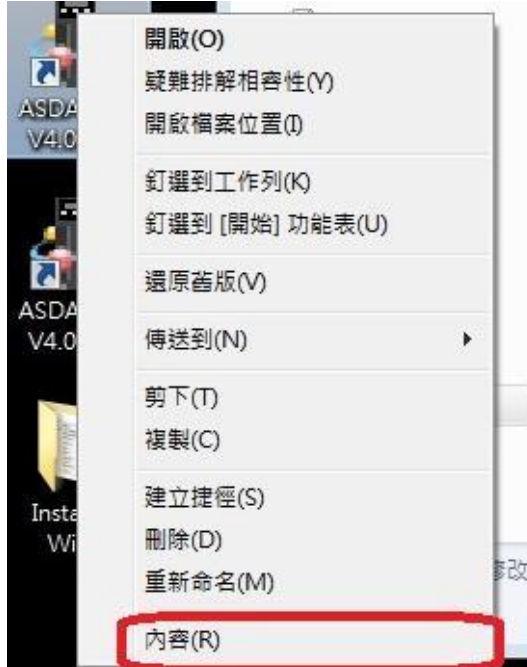 開啟(O)
疑難排解相容性(Y)
開啟檔案位置(I)
釘選到工作列(K)
釘選到 [開始] 功能表(U)
還原舊版(V)
傳送到(N)
剪下(T)
複製(C)
建立捷徑(S)
刪除(D)
重新命名(M)
內容(R)
ASDA
V4.0
ASDA
V4.0
Insta
Wi
修改